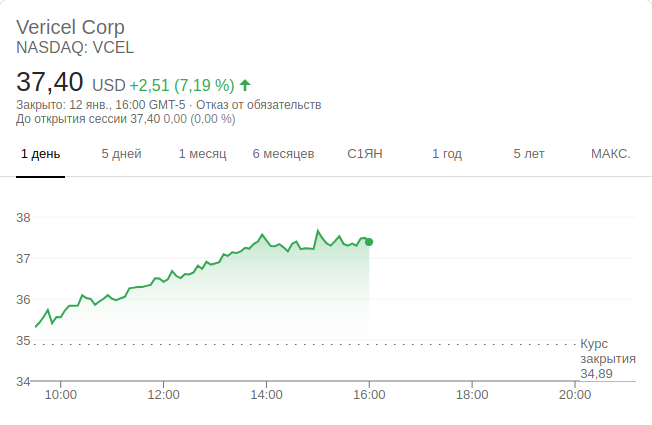 Vericel Corp
NASDAQ: VCEL
37,40 USD +2,51 (7,19 %)
Закрыто: 12 янв., 16:00 GMT-5 · Отказ от обязательств
До открытия сессии 37,40 0,00 (0,00 %)
1 день 5 дней 1 месяц 6 месяцев С1ЯН 1 год 5 лет МАКС.
38
37
36
35
Курс
закрытия
34,89
34
10:00 12:00 14:00 16:00 18:00 20:00